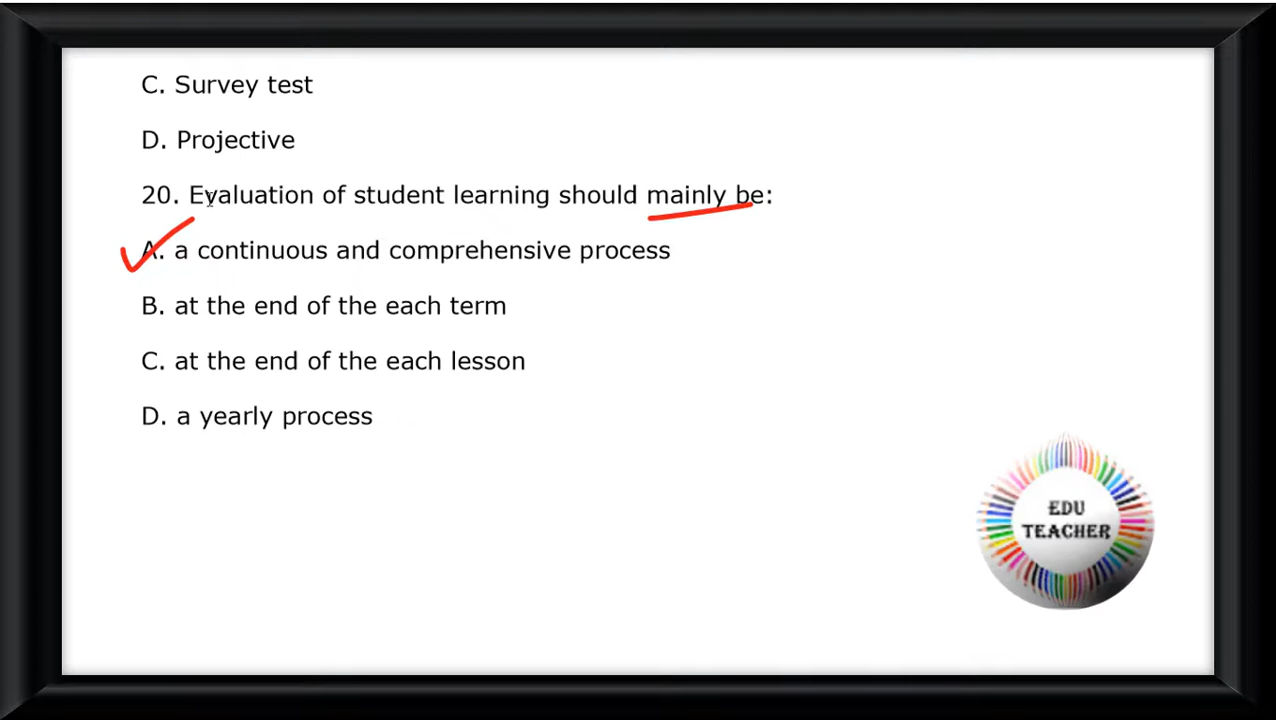 C. Survey test
D. Projective
20. Evaluation of student learning should mainly be:
A. a continuous and comprehensive process
B. at the end of the each term
C. at the end of the each lesson
D. a yearly process
EDU
TEACHER